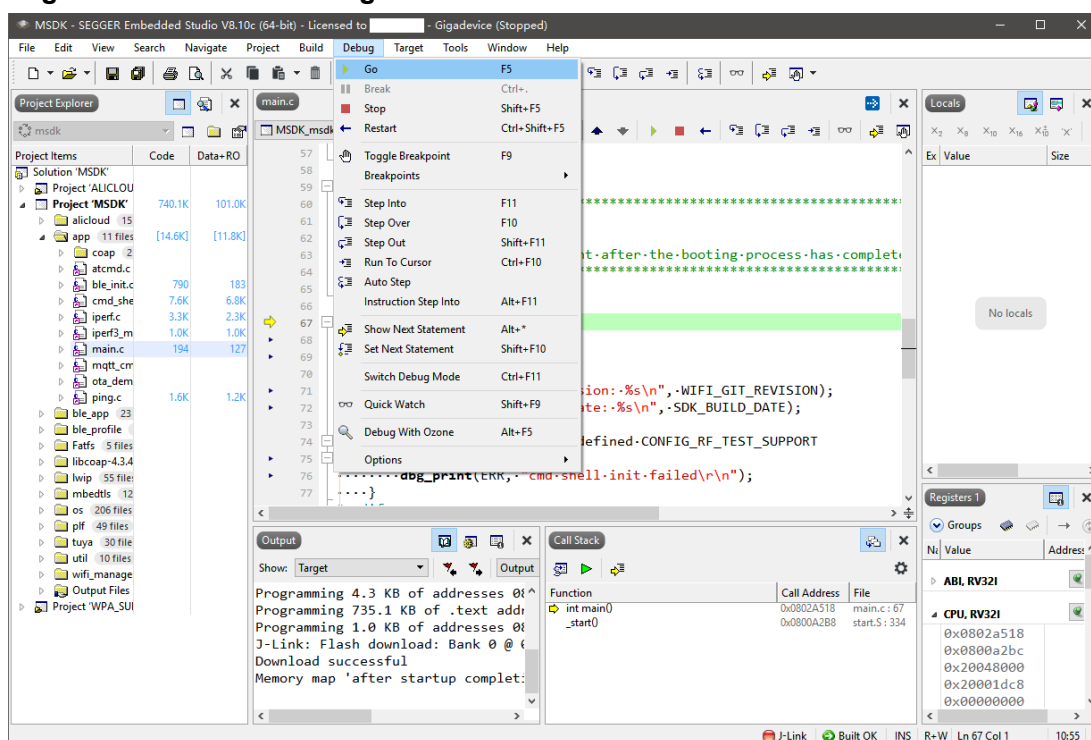 MSDK - SEGGER Embedded Studio V8.10c (64-bit) - Licensed to - Gigadevice (Stopped)
File Edit View Search Navigate Project Build Debug Target Tools Window Help
Project Explorer
msdk
Project Items Code Data+RO
Solution 'MSDK'
Project 'ALICLOU
Project 'MSDK' 740.1K 101.0K
alicloud 15
app 11 files [14.6K] [11.8K]
coap 2
atcmd.c
ble_init.c 790 183
cmd_she 7.6K 6.8K
iperf.c 3.3K 2.3K
iperf3_m 1.0K 1.0K
main.c 194 127
mqtt_cm
ota_dem
ping.c 1.6K 1.2K
ble_app 23
ble_profile
Fatfs 5 files
libcoap-4.3.4
lwip 55 file
mbedtls 12
os 206 files
plf 49 files
tuya 30 file
util 10 files
wifi_manage
Output Files
Project 'WPA_SUI
Go F5
Break Ctrl+.
Stop Shift+F5
Restart Ctrl+Shift+F5
Toggle Breakpoint F9
Breakpoints
Step Into F11
Step Over F10
Step Out Shift+F11
Run To Cursor Ctrl+F10
Auto Step
Instruction Step Into Alt+F11
Show Next Statement Alt+*
Set Next Statement Shift+F10
Switch Debug Mode Ctrl+F11
Quick Watch Shift+F9
Debug With Ozone Alt+F5
Options
main.c
MSDK_msdk
57
58
59
60 *****************************************
61
62
63 nt·after·the·booting·process·has·complete
64 *****************************************
65
66
67
68
69
70
71 sion:·%s\n",·WIFI_GIT_REVISION);
72 ate:·%s\n",·SDK_BUILD_DATE);
73
74 defined·CONFIG_RF_TEST_SUPPORT
75
76 ········dbg_print(ERR,·"cmd·shell·init·failed\r\n");
77 ····}
Locals
Ex Value Size
No locals
Output
Show: Target Output
Programming 4.3 KB of addresses 08
Programming 735.1 KB of .text addr
Programming 1.0 KB of addresses 08
J-Link: Flash download: Bank 0 @
Download successful
Memory map 'after startup complet
Call Stack
Function Call Address File
int main() 0x0802A518 main.c : 67
_start() 0x0800A2B8 start.S : 334
Registers 1
Groups
Value Address
ABI, RV32I
CPU, RV32I
0x0802a518
0x0800a2bc
0x20048000
0x20001dc8
0x00000000
J-Link Built OK INS R+W Ln 67 Col 1 10:55